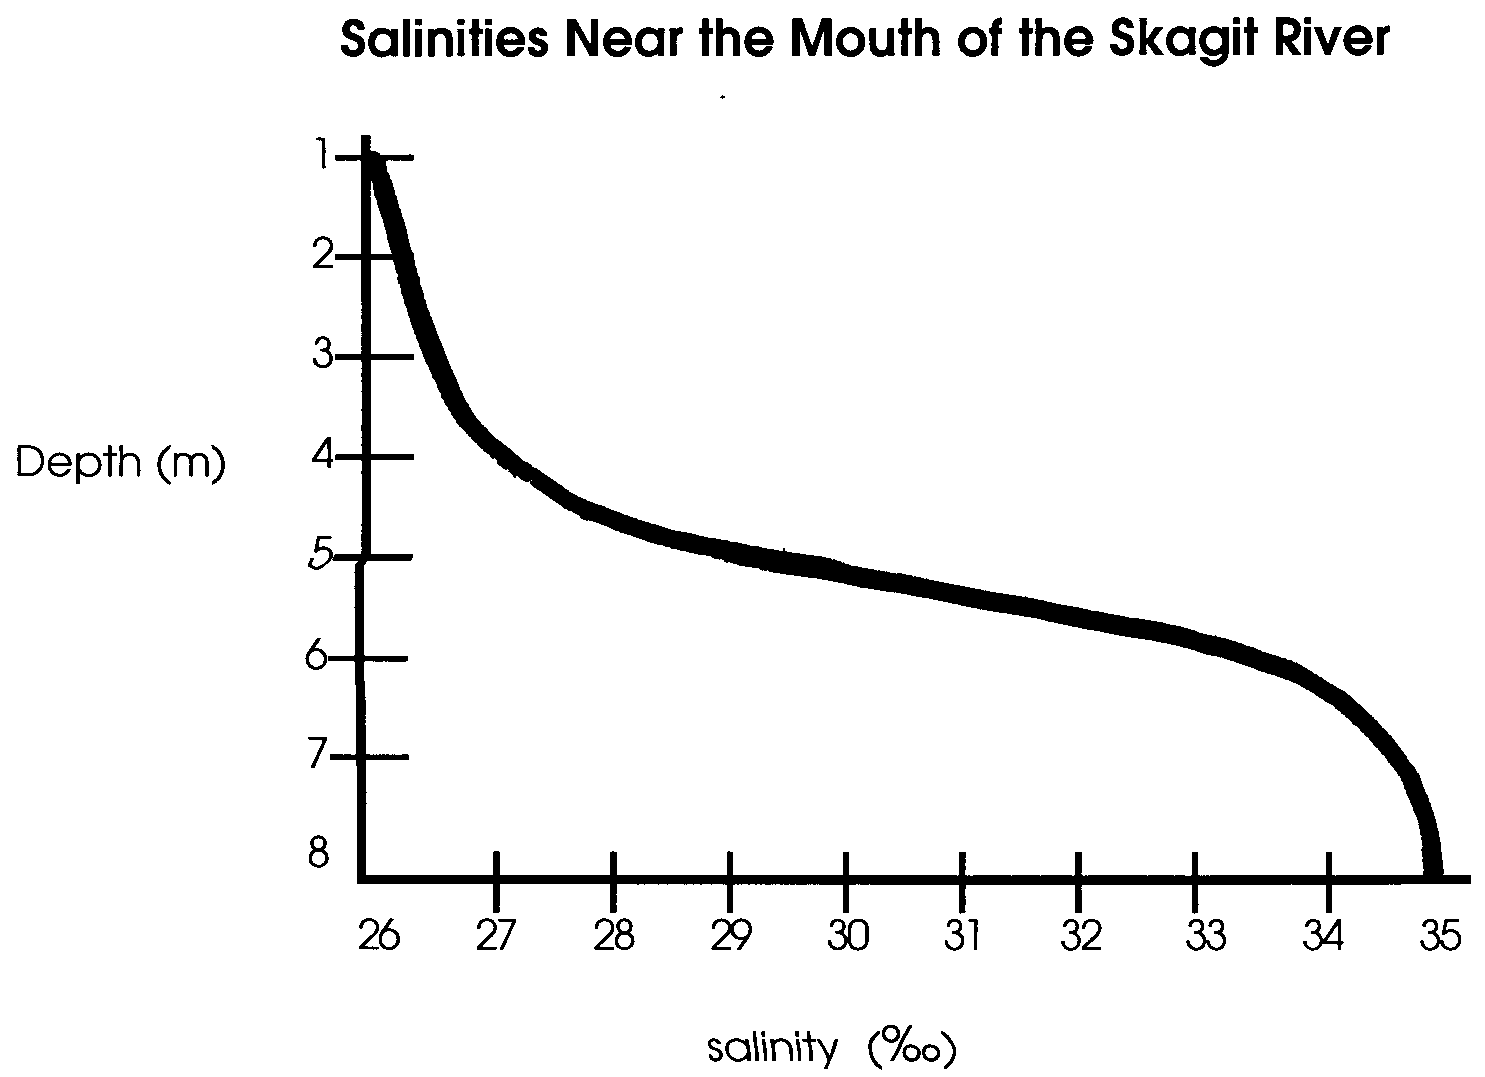 Salinities Near the Mouth of the Skagit River
1
2
3
Depth (m)
4
5
6
7
8
26 27 28 29 30 31 32 33 34 35
salinity (‰)